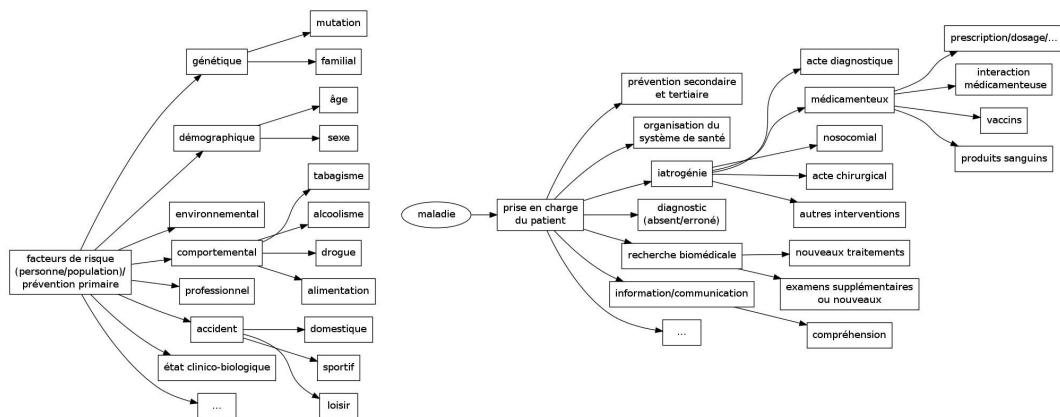 mutation
génétique
familial
âge
démographique
sexe
tabagisme
environnemental
alcoolisme
comportemental
drogue
facteurs de risque
(personne/population)/
prévention primaire
professionnel
alimentation
accident
domestique
état clinico-biologique
sportif
...
loisir
maladie
prise en charge
du patient
prévention secondaire
et tertiaire
organisation du
système de santé
iatrogénie
diagnostic
(absent/erroné)
recherche biomédicale
information/communication
...
acte diagnostique
médicamenteux
nosocomial
acte chirurgical
autres interventions
nouveaux traitements
examens supplémentaires
ou nouveaux
compréhension
prescription/dosage/...
interaction
médicamenteuse
vaccins
produits sanguins